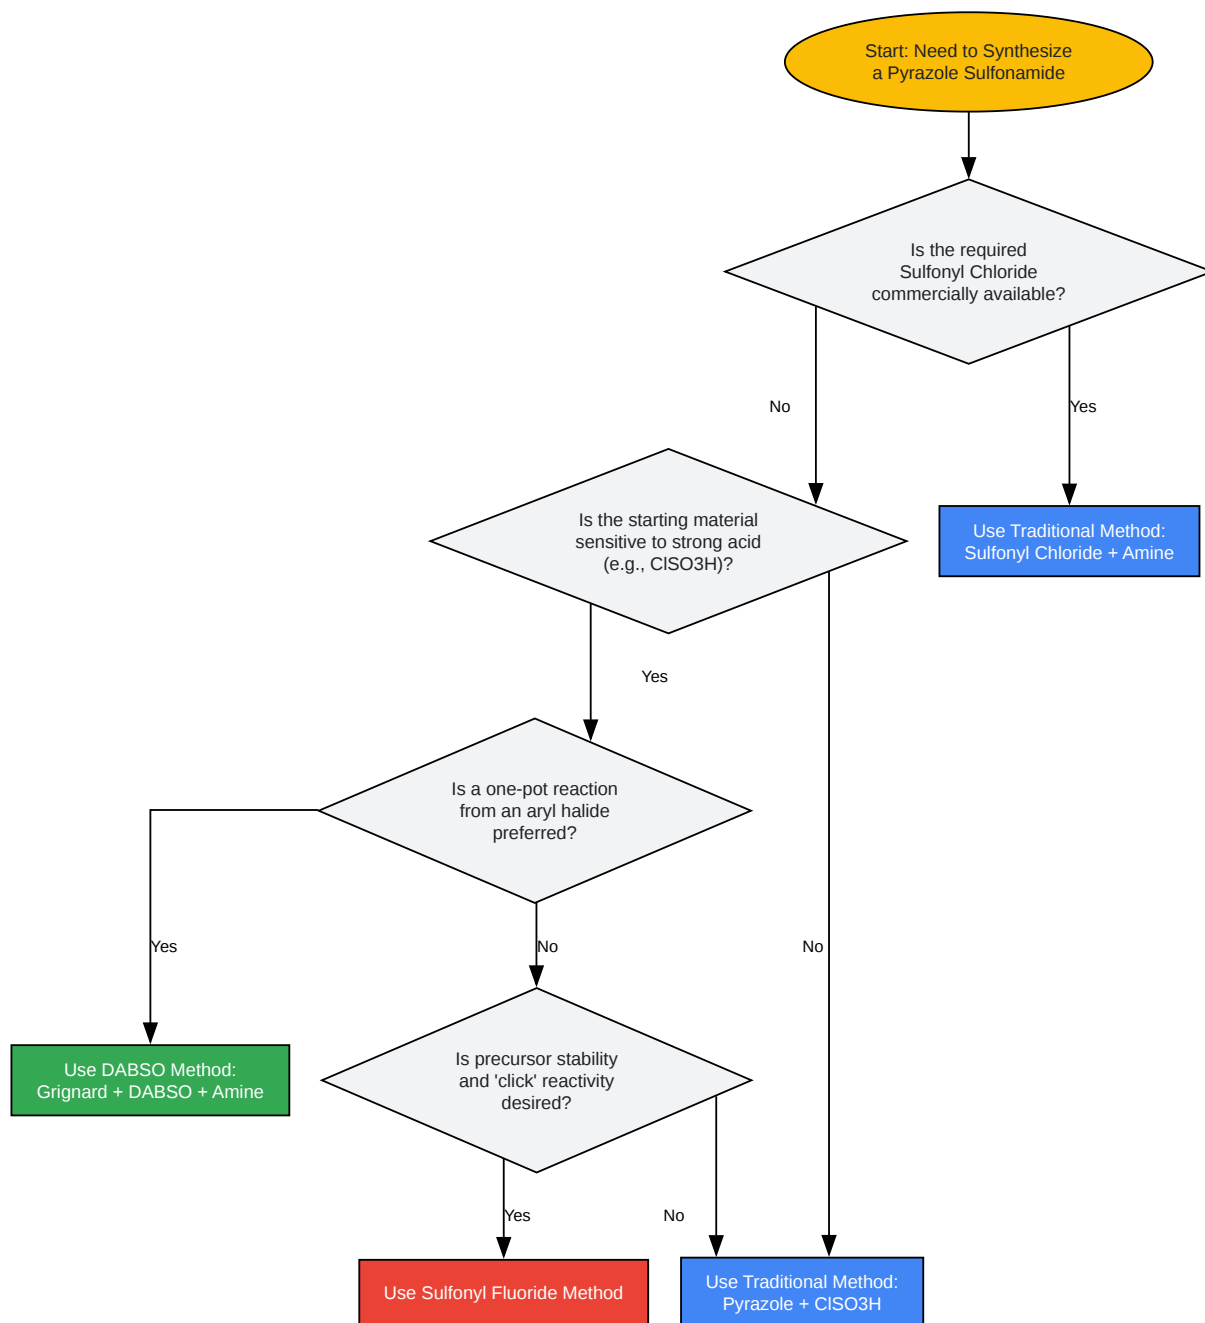 Start: Need to Synthesize
a Pyrazole Sulfonamide
Is the required
Sulfonyl Chloride
commercially available?
No
Yes
Is the starting material
sensitive to strong acid
(e.g., ClSO3H)?
Use Traditional Method:
Sulfonyl Chloride + Amine
Yes
Is a one-pot reaction
from an aryl halide
preferred?
Yes
No
No
Use DABSO Method:
Grignard + DABSO + Amine
Is precursor stability
and 'click' reactivity
desired?
Yes
No
Use Sulfonyl Fluoride Method
Use Traditional Method:
Pyrazole + ClSO3H